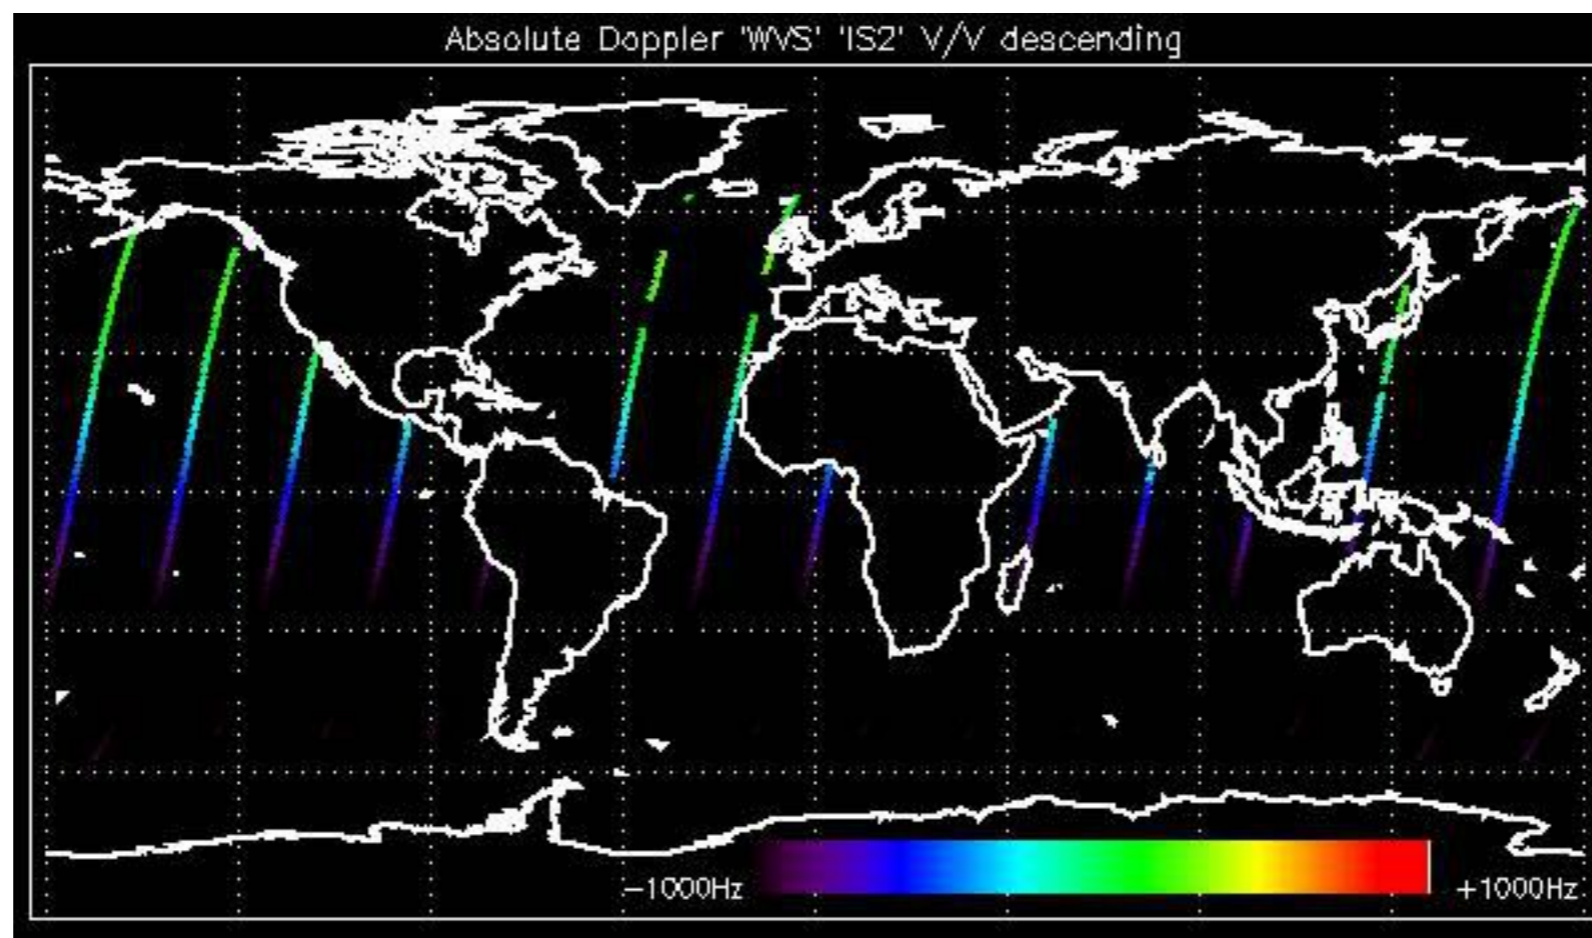 Absolute Doppler 'WVS' 'IS2' V/V descending
−1000Hz
+1000Hz